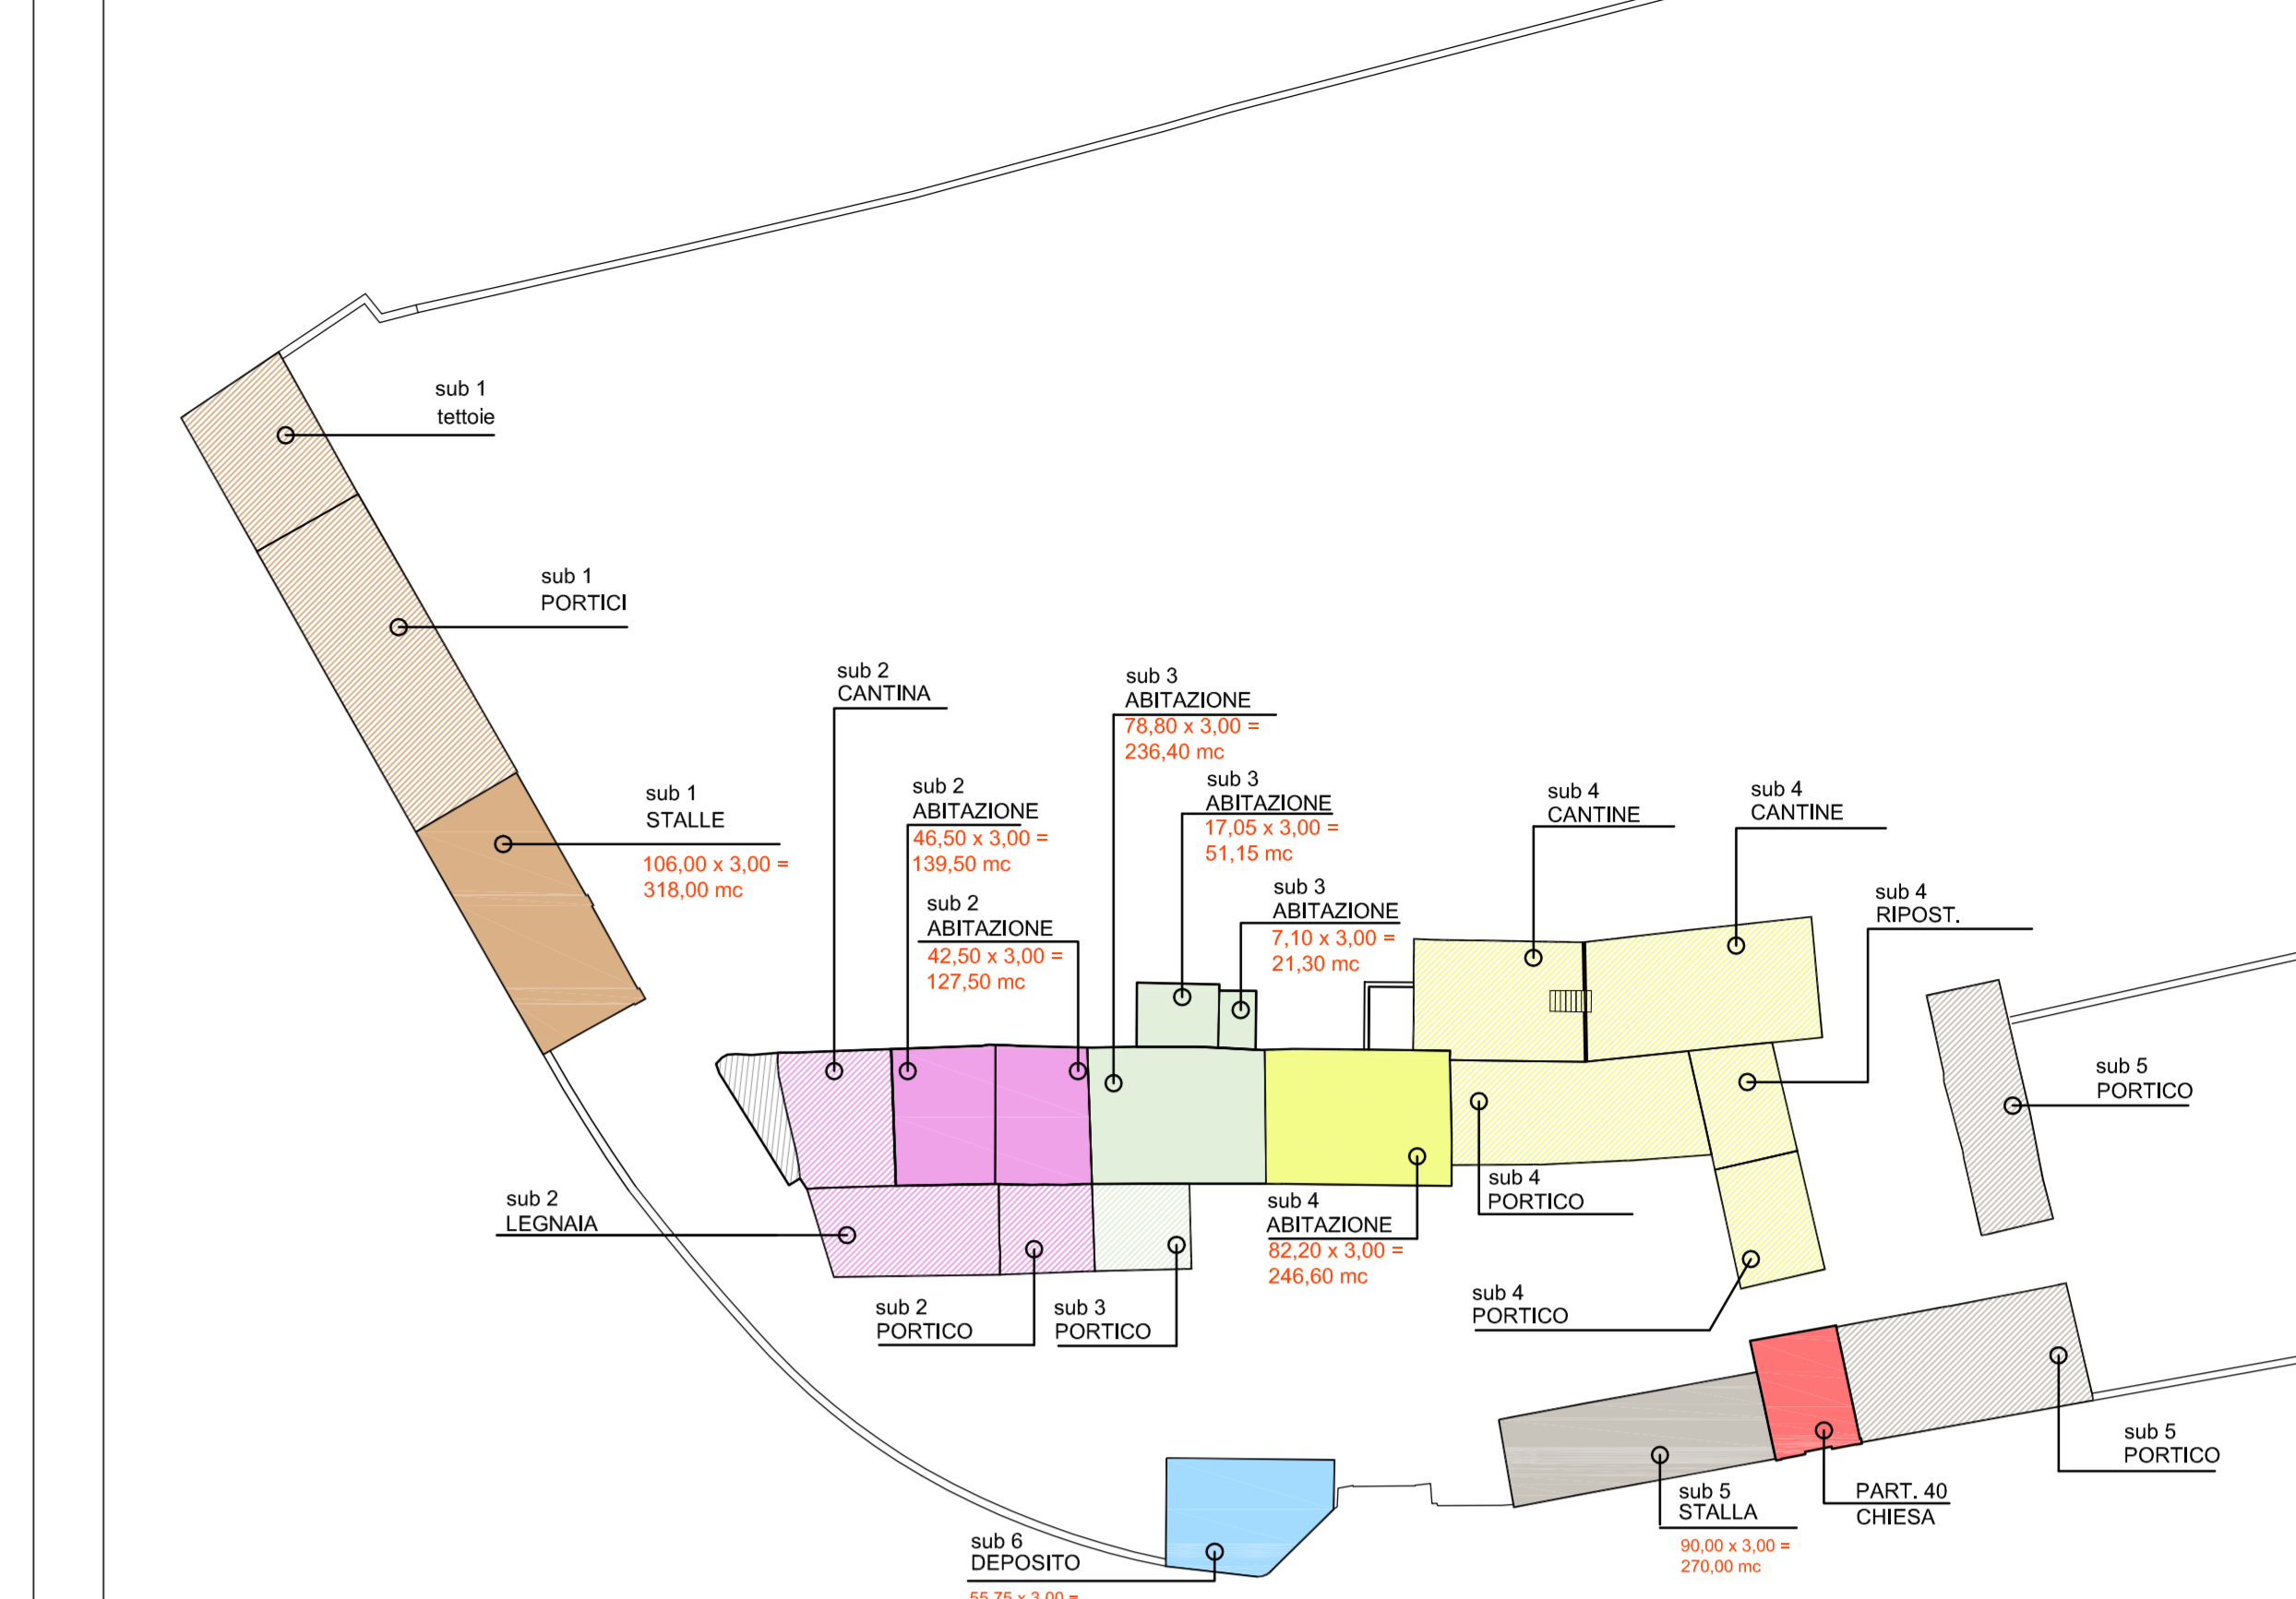 sub 1
tettoie
sub 1
PORTICI
sub 1
STALLE
106,00 x 3,00 =
318,00 mc
sub 2
CANTINA
sub 2
ABITAZIONE
46,50 x 3,00 =
139,50 mc
sub 2
ABITAZIONE
42,50 x 3,00 =
127,50 mc
sub 3
ABITAZIONE
78,80 x 3,00 =
236,40 mc
sub 3
ABITAZIONE
17,05 x 3,00 =
51,15 mc
sub 3
ABITAZIONE
7,10 x 3,00 =
21,30 mc
sub 4
CANTINE
sub 4
CANTINE
sub 4
RIPOST.
sub 5
PORTICO
sub 2
LEGNAIA
sub 2
PORTICO
sub 3
PORTICO
sub 4
ABITAZIONE
82,20 x 3,00 =
246,60 mc
sub 4
PORTICO
sub 4
PORTICO
sub 5
PORTICO
PART. 40
CHIESA
sub 5
STALLA
90,00 x 3,00 =
270,00 mc
sub 6
DEPOSITO
55,75 x 3,00 =